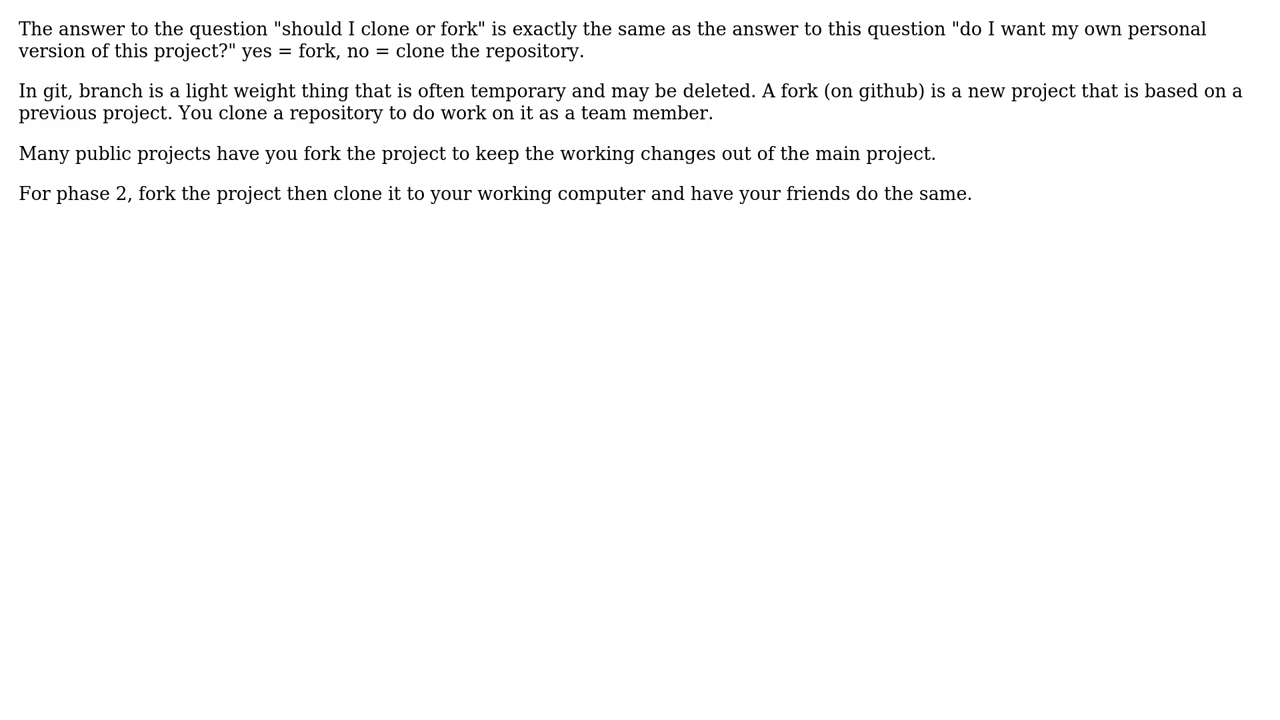 The answer to the question "should I clone or fork" is exactly the same as the answer to this question "do I want my own personal
version of this project?" yes = fork, no = clone the repository.
In git, branch is a light weight thing that is often temporary and may be deleted. A fork (on github) is a new project that is based on a
previous project. You clone a repository to do work on it as a team member.
Many public projects have you fork the project to keep the working changes out of the main project.
For phase 2, fork the project then clone it to your working computer and have your friends do the same.